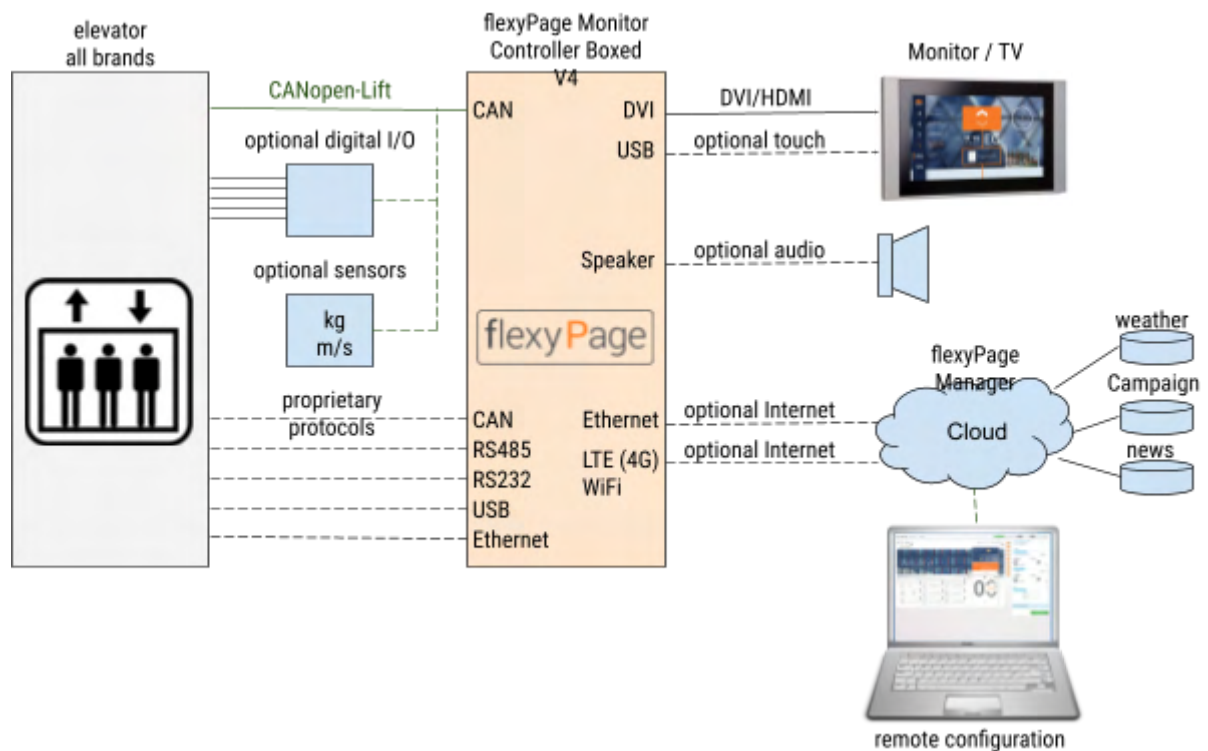 elevator
all brands
flexyPage Monitor
Controller Boxed
V4
Monitor / TV
CANopen-Lift
CAN
DVI
DVI/HDMI
optional digital I/O
USB
optional touch
optional sensors
Speaker
optional audio
kg
m/s
flexyPage
weather
flexyPage
Manager
Campaign
proprietary
protocols
CAN
Ethernet
optional Internet
Cloud
RS485
LTE (4G)
optional Internet
news
RS232
WiFi
USB
Ethernet
remote configuration